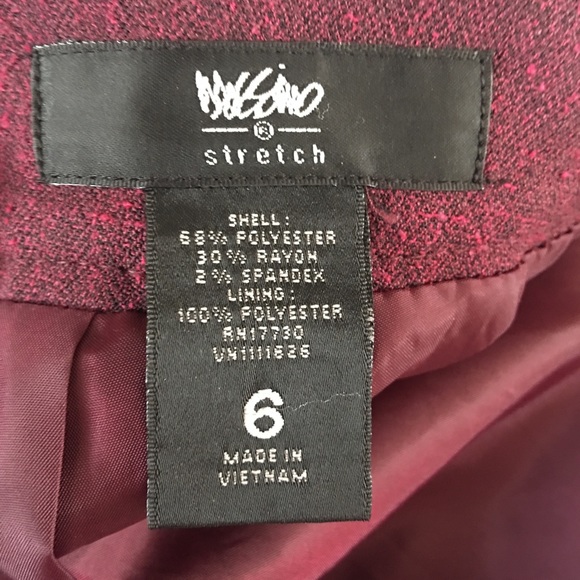 Mossimo
®
stretch
SHELL:
68% POLYESTER
30% RAYON
2% SPANDEX
LINING:
100% POLYESTER
RN17730
VN1111626
6
MADE IN
VIETNAM